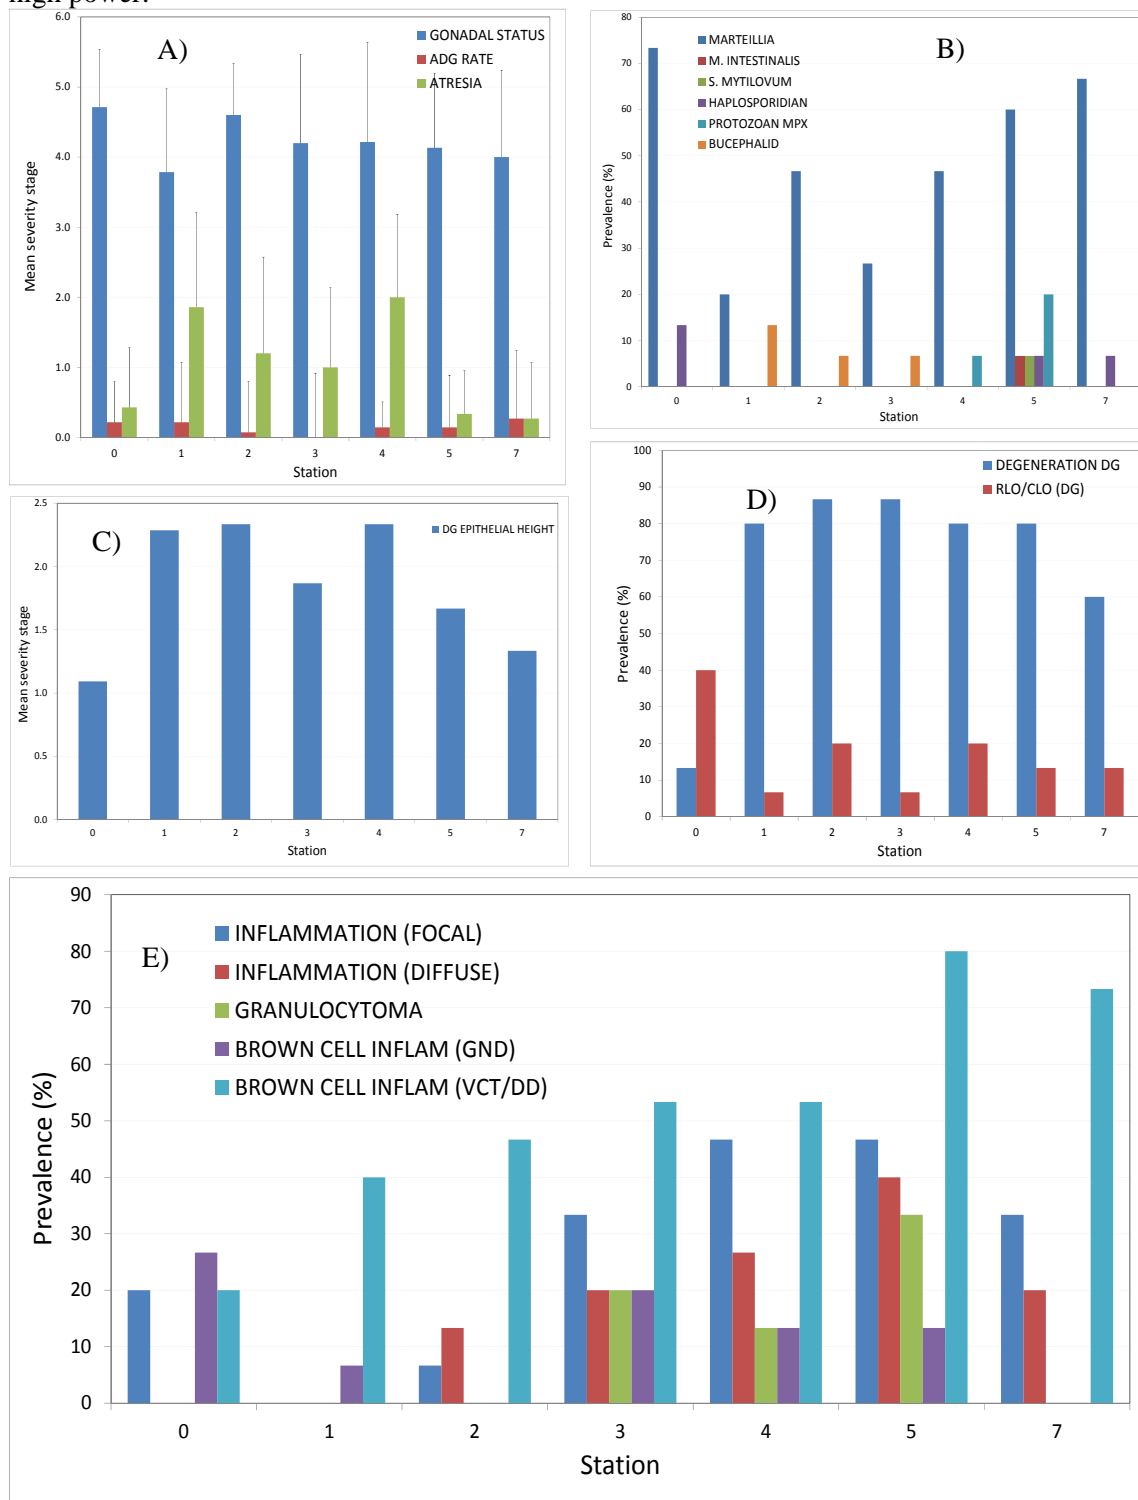 high power.
A)
GONADAL STATUS
ADG RATE
ATRESIA
6.0
5.0
4.0
3.0
2.0
1.0
0.0
Mean severity stage
0 1 2 3 4 5 7
Station
B)
MARTEILLIA
M. INTESTINALIS
S. MYTILOVUM
HAPLOSPORIDIAN
PROTOZOAN MPX
BUCEPHALID
80
70
60
50
40
30
20
10
0
Prevalence (%)
0 1 2 3 4 5 7
Station
C)
DG EPITHELIAL HEIGHT
2.5
2.0
1.5
1.0
0.5
0.0
Mean severity stage
0 1 2 3 4 5 7
Station
D)
DEGENERATION DG
RLO/CLO (DG)
100
90
80
70
60
50
40
30
20
10
0
Prevalence (%)
0 1 2 3 4 5 7
Station
E)
INFLAMMATION (FOCAL)
INFLAMMATION (DIFFUSE)
GRANULOCYTOMA
BROWN CELL INFLAM (GND)
BROWN CELL INFLAM (VCT/DD)
90
80
70
60
50
40
30
20
10
0
Prevalence (%)
0 1 2 3 4 5 7
Station